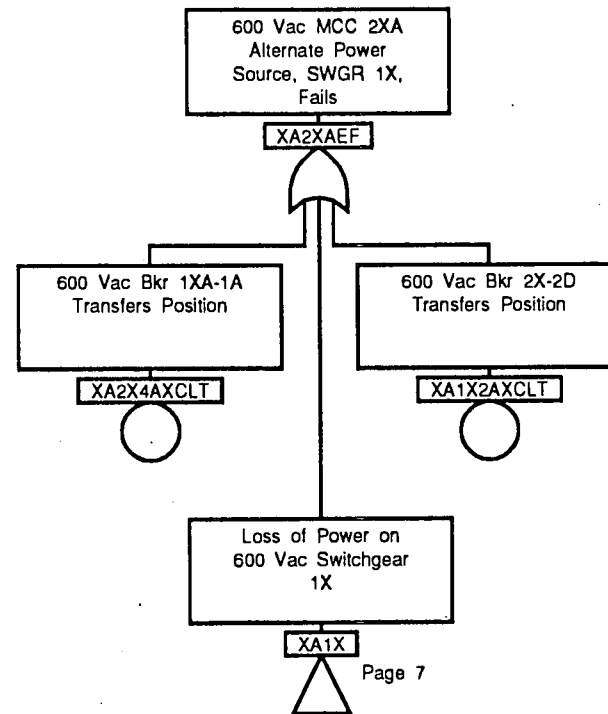 600 Vac MCC 2XA
Alternate Power
Source, SWGR 1X,
Fails
XA2XAEF
600 Vac Bkr 1XA-1A
Transfers Position
XA2X4AXCLT
600 Vac Bkr 2X-2D
Transfers Position
XA1X2AXCLT
Loss of Power on
600 Vac Switchgear
1X
XA1X
Page 7